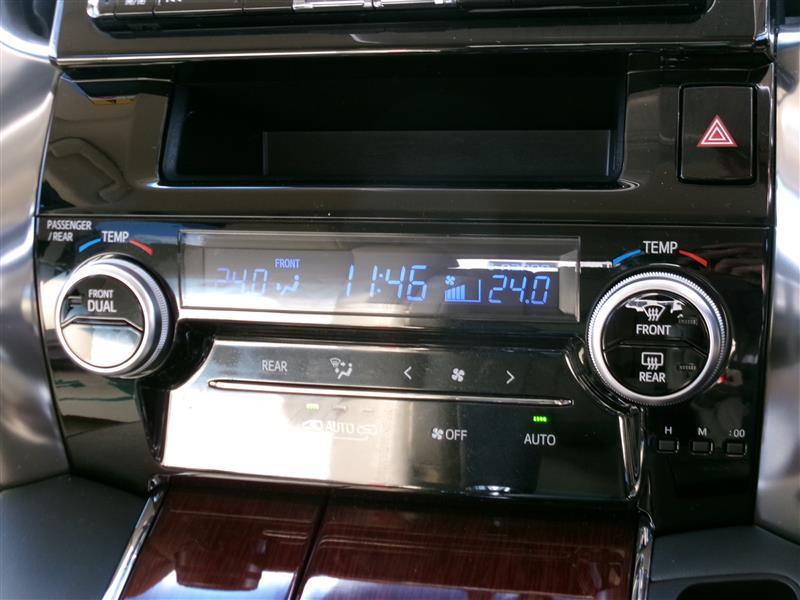 PASSENGER
/REAR
TEMP
TEMP
FRONT
24.0
11:46
24.0
FRONT
DUAL
FRONT
REAR
REAR
< >
AUTO
OFF
AUTO
H M :00